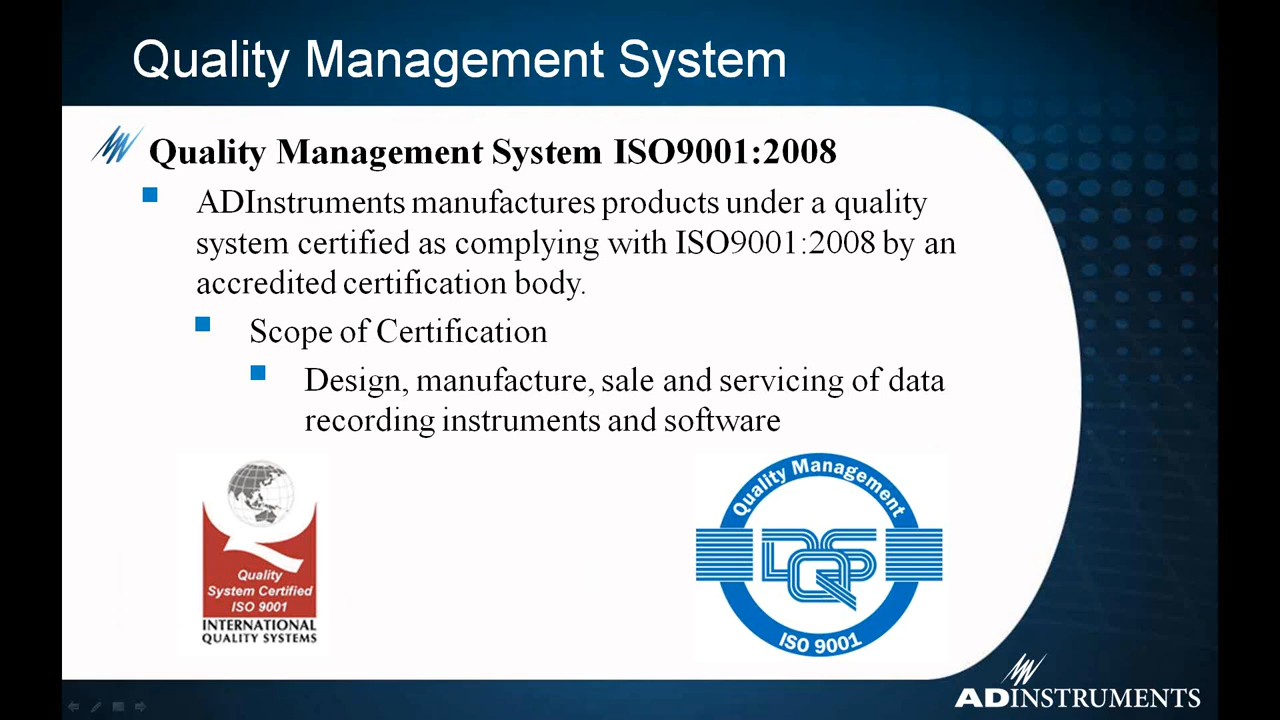 Quality Management System
Quality Management System ISO9001:2008
ADInstruments manufactures products under a quality
system certified as complying with ISO9001:2008 by an
accredited certification body.
Scope of Certification
Design, manufacture, sale and servicing of data
recording instruments and software
Quality
System Certified
ISO 9001
INTERNATIONAL
QUALITY SYSTEMS
Quality Management
DQS
ISO 9001
ADINSTRUMENTS